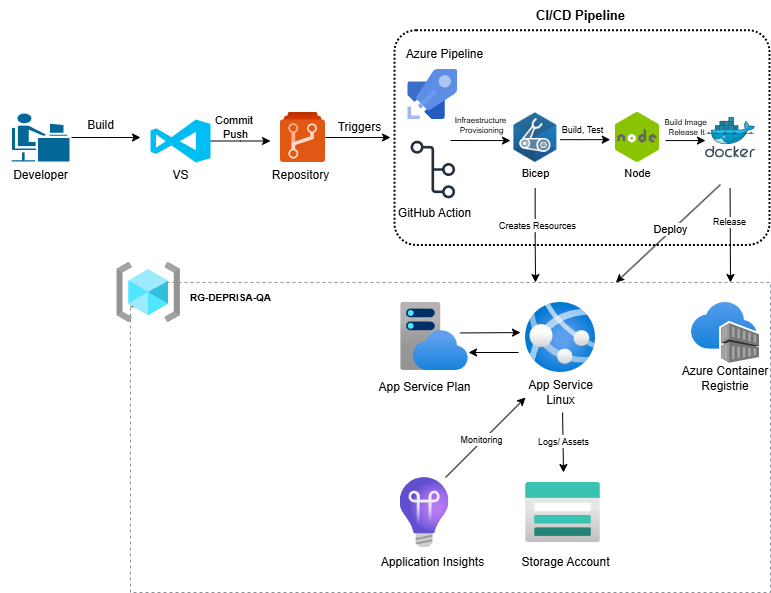 CI/CD Pipeline
Azure Pipeline
Build
Commit
Push
Triggers
Infrastructure
Provisioning
Build, Test
Build Image
Release It
node
docker
Developer
VS
Repository
Bicep
Node
GitHub Action
Creates Resources
Deploy
Release
RG-DEPRISA-QA
App Service Plan
App Service
Linux
Azure Container
Registrie
Monitoring
Logs/ Assets
Application Insights
Storage Account